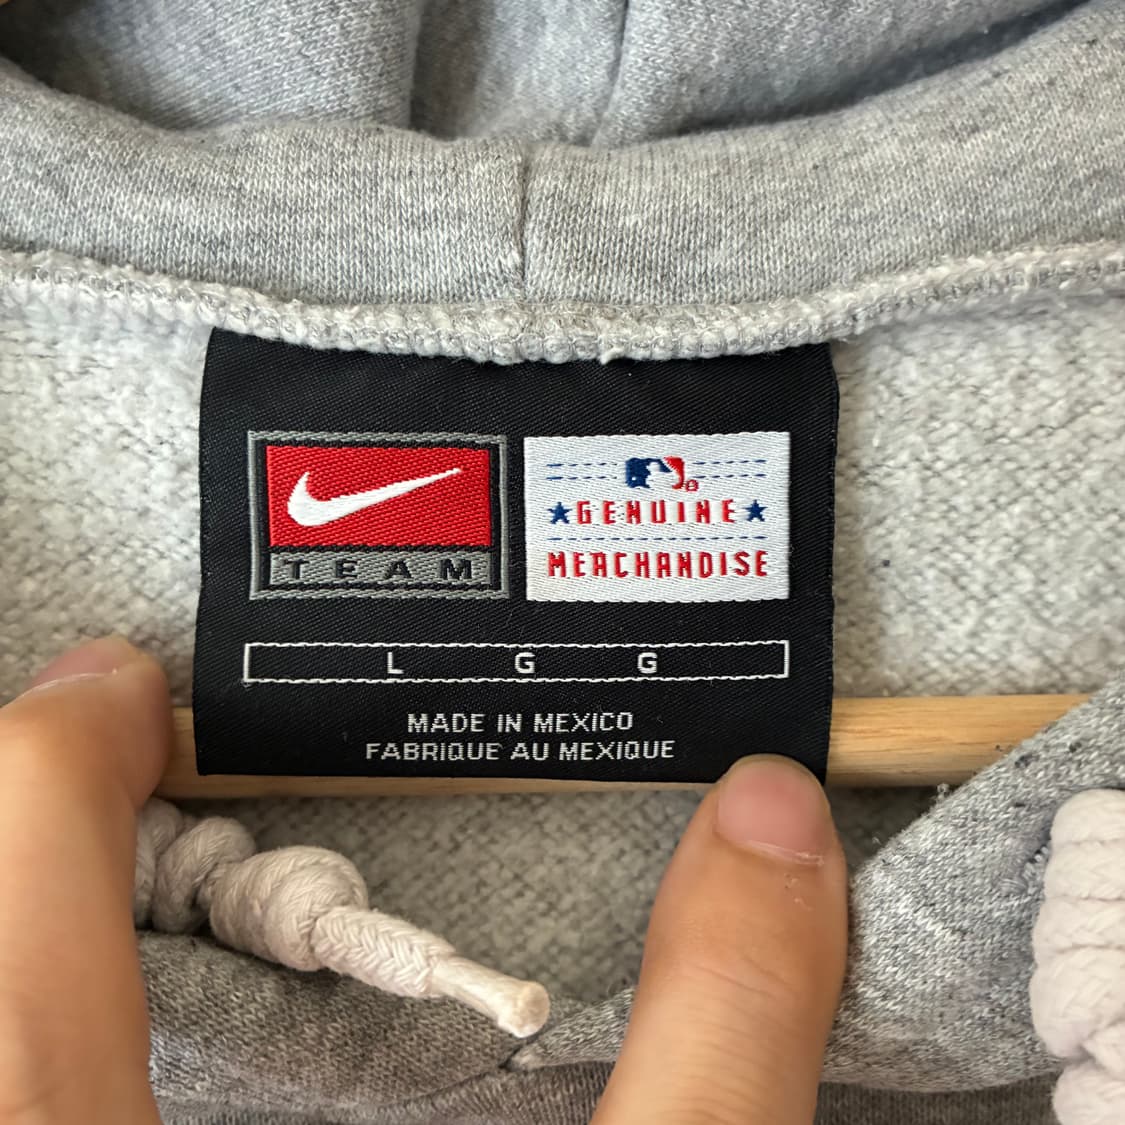 TEAM
GENUINE
MERCHANDISE
L G G
MADE IN MEXICO
FABRIQUE AU MEXIQUE